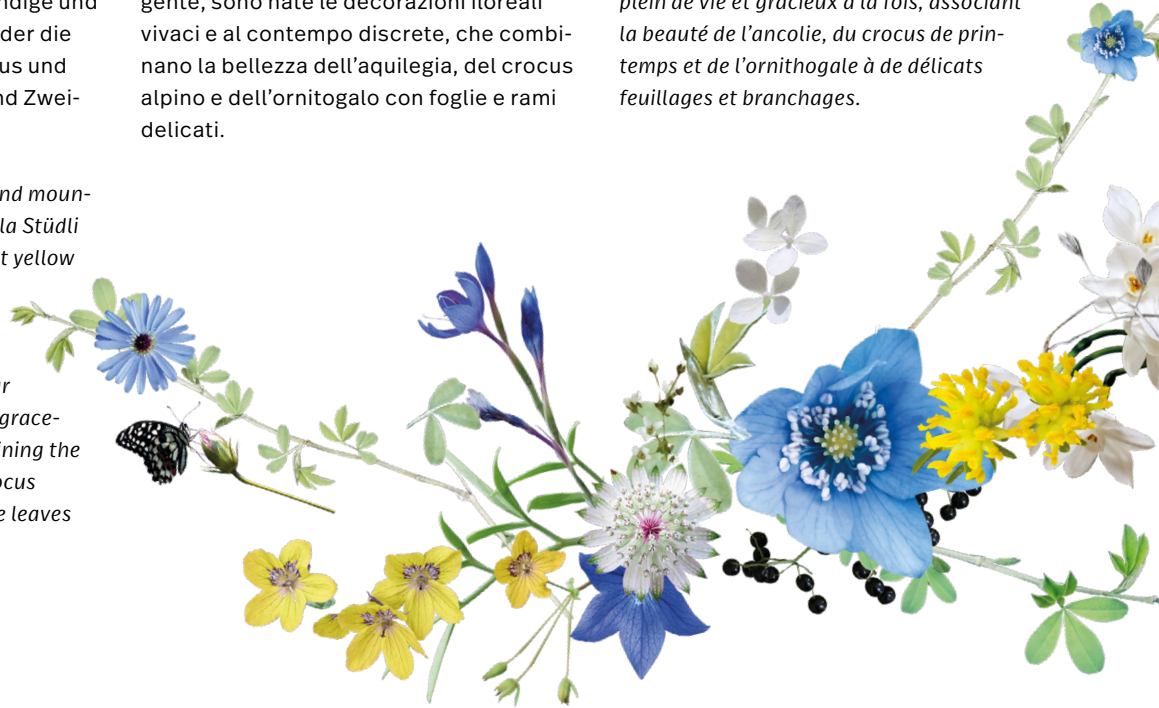 ndige und
der die
us und
nd Zwei-
nd moun-
la Stüdli
t yellow
r
grace-
ining the
ocus
e leaves
gente, sono nate le decorazioni floreali
vivaci e al contempo discrete, che combi-
nano la bellezza dell’aquilegia, del crocus
alpino e dell’ornitogalo con foglie e rami
delicati.
plein de vie et gracieux à la fois, associant
la beauté de l’ancolie, du crocus de prin-
temps et de l’ornithogale à de délicats
feuillages et branchages.